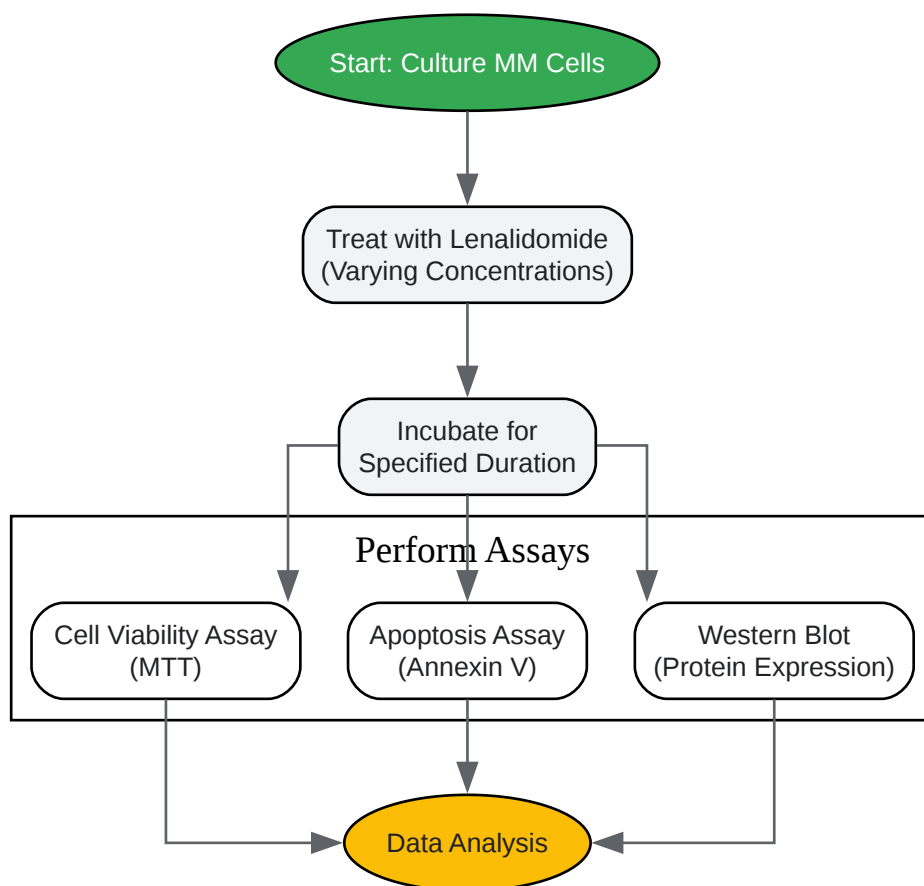 Start: Culture MM Cells
Treat with Lenalidomide
(Varying Concentrations)
Incubate for
Specified Duration
Perform Assays
Cell Viability Assay
(MTT)
Apoptosis Assay
(Annexin V)
Western Blot
(Protein Expression)
Data Analysis